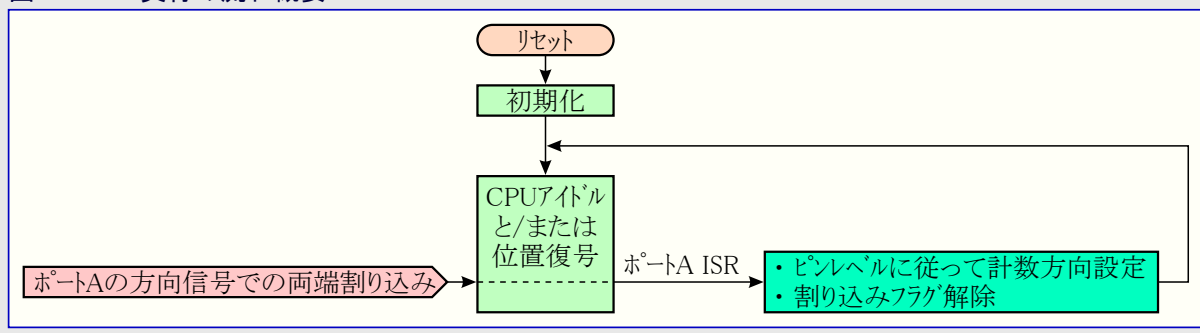 リセット
初期化
CPUアイドル
と/または
位置復号
ポートAの方向信号での両端割り込み
ポートA ISR
・ ピンレベルに従って計数方向設定
・ 割り込みフラグ解除